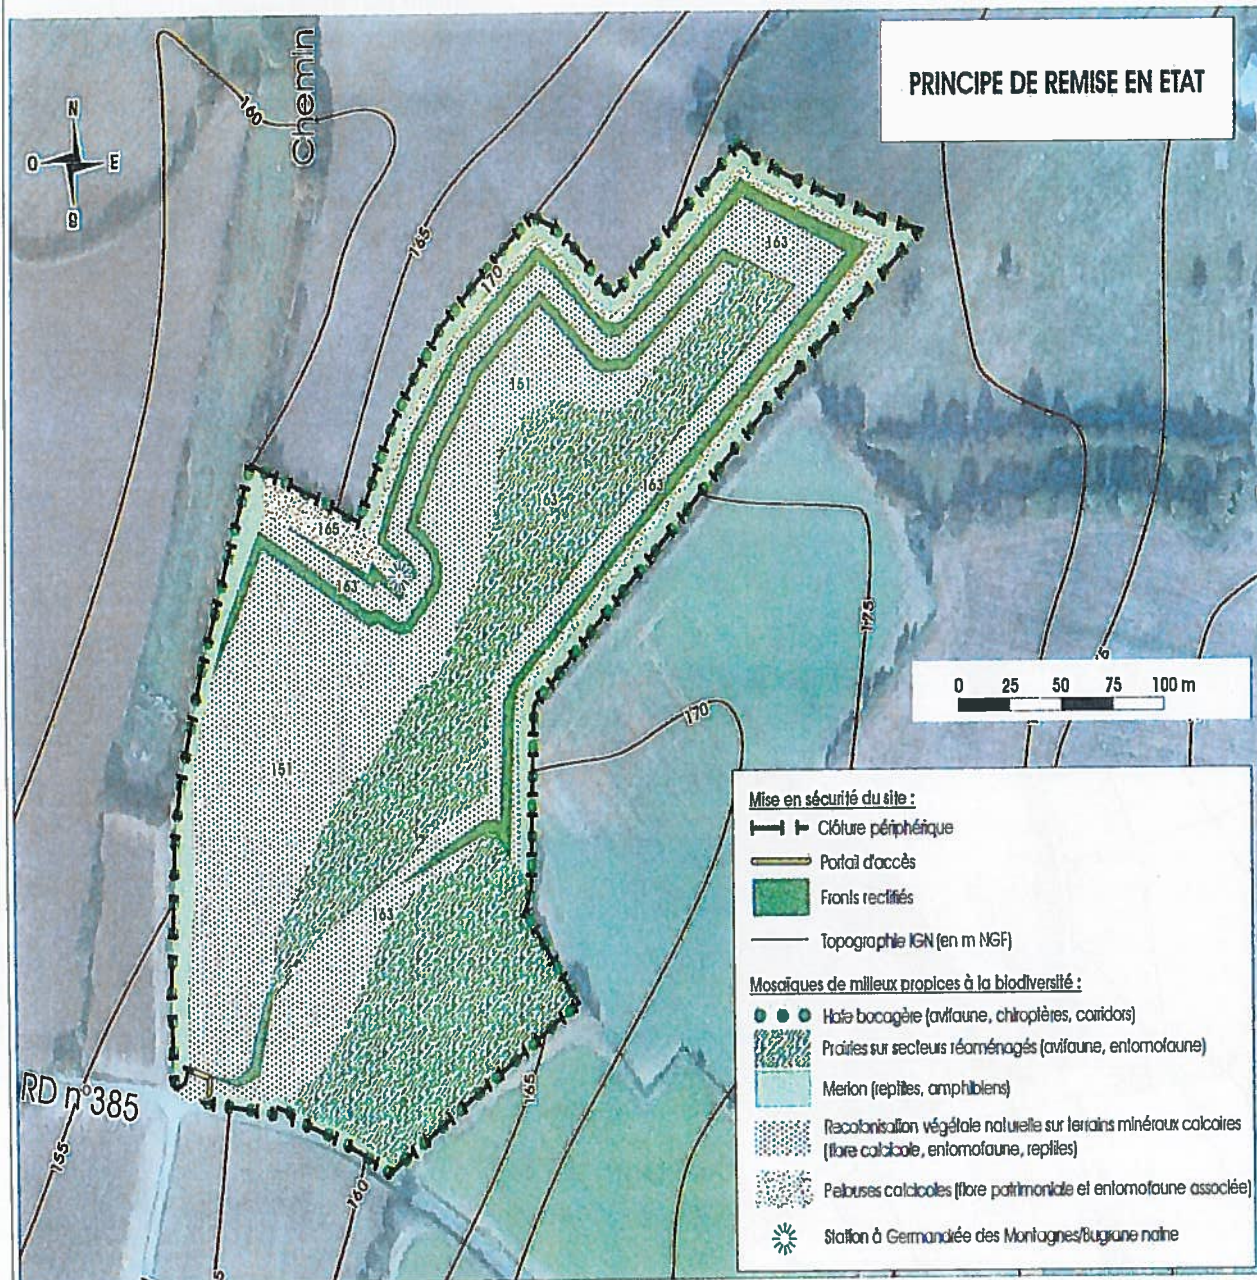 PRINCIPE DE REMISE EN ETAT
Chemin
N
O
E
S
160
165
170
163
151
63
163
165
163
151
163
175
170
165
160
155
RD n°385
0 25 50 75 100 m
Mise en sécurité du site :
Clôture périphérique
Portail d'accès
Fronts rectifiés
Topographie IGN (en m NGF)
Mosaïques de milieux propices à la biodiversité :
Haie bocagère (avifaune, chiroptères, corridors)
Prairies sur secteurs réaménagés (avifaune, entomofaune)
Merlon (reptiles, amphibiens)
Recolonisation végétale naturelle sur terrains minéraux calcaires
(flore calcicole, entomofaune, reptiles)
Pelouses calcicoles (flore patrimoniale et entomofaune associée)
Station à Germandrée des Montagnes/Bugrane naine